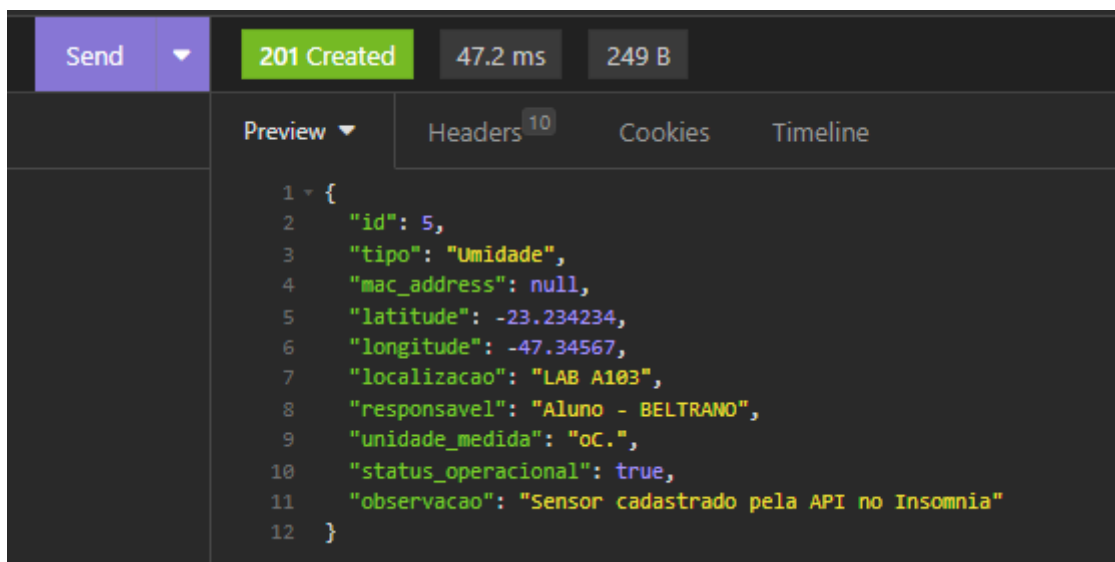 Send 201 Created 47.2 ms 249 B
Preview Headers 10 Cookies Timeline
1 {
2 "id": 5,
3 "tipo": "Umidade",
4 "mac_address": null,
5 "latitude": -23.234234,
6 "longitude": -47.34567,
7 "localizacao": "LAB A103",
8 "responsavel": "Aluno - BELTRANO",
9 "unidade_medida": "oC.",
10 "status_operacional": true,
11 "observacao": "Sensor cadastrado pela API no Insomnia"
12 }